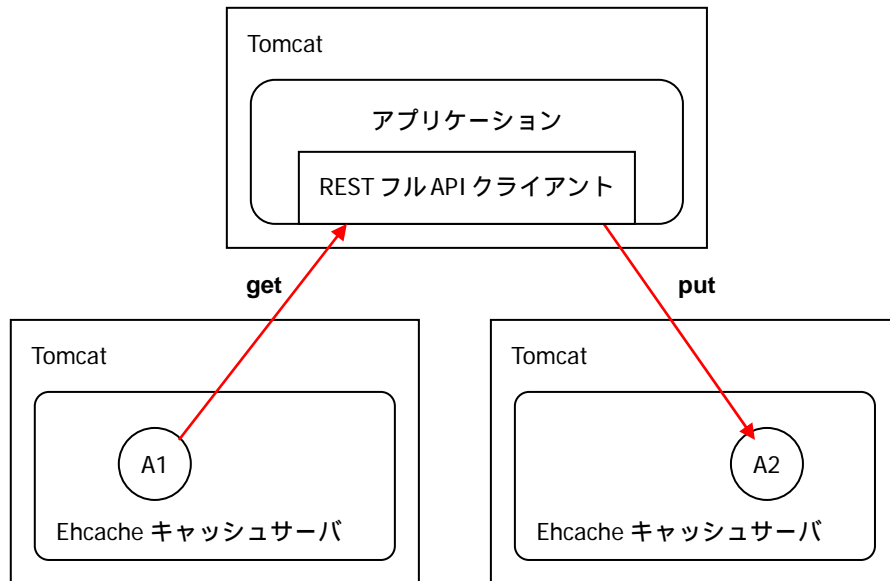 Tomcat
アプリケーション
REST フル API クライアント
get
put
Tomcat
Tomcat
A1
A2
Ehcache キャッシュサーバ
Ehcache キャッシュサーバ